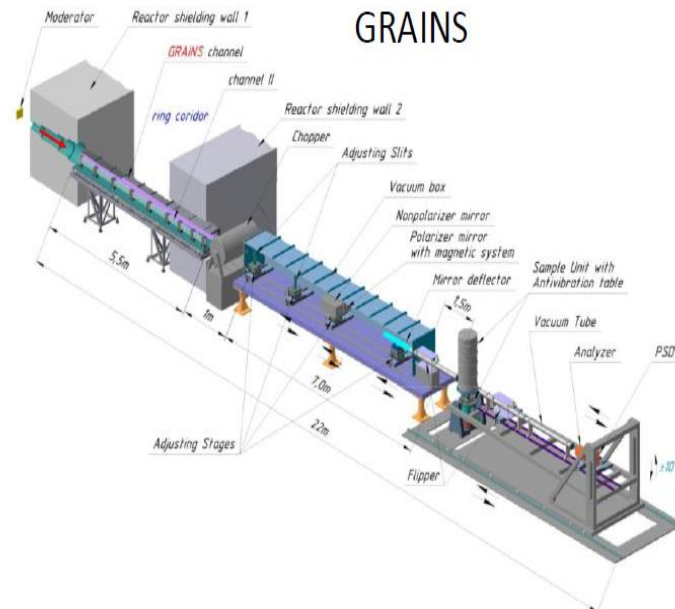 GRAINS
Moderator
Reactor shielding wall 1
GRAINS channel
channel II
ring coridor
Reactor shielding wall 2
Chopper
Adjusting Slits
Vacuum box
Nonpolarizer mirror
Polarizer mirror
with magnetic system
Mirror deflector
1,5m
Sample Unit with
Antivibration table
Vacuum Tube
Analyzer
PSD
±10
5,5m
1m
7,0m
22m
Adjusting Stages
Flipper